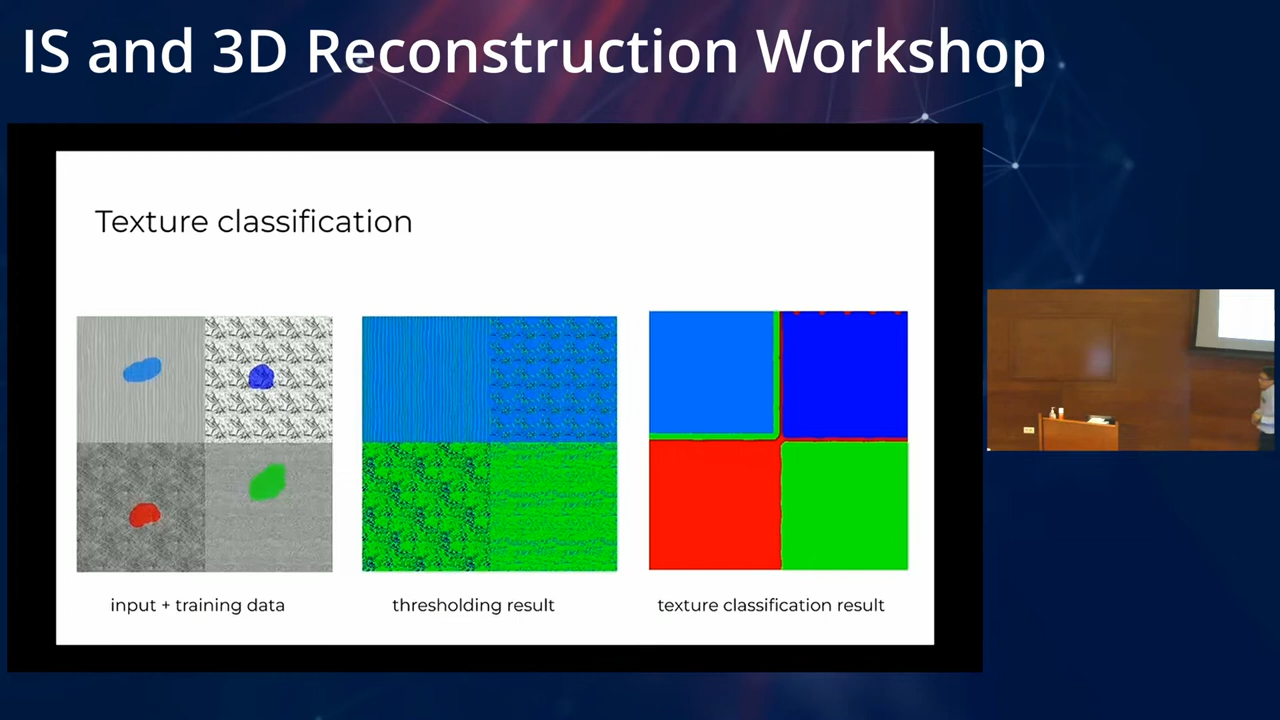 IS and 3D Reconstruction Workshop
Texture classification
input + training data
thresholding result
texture classification result